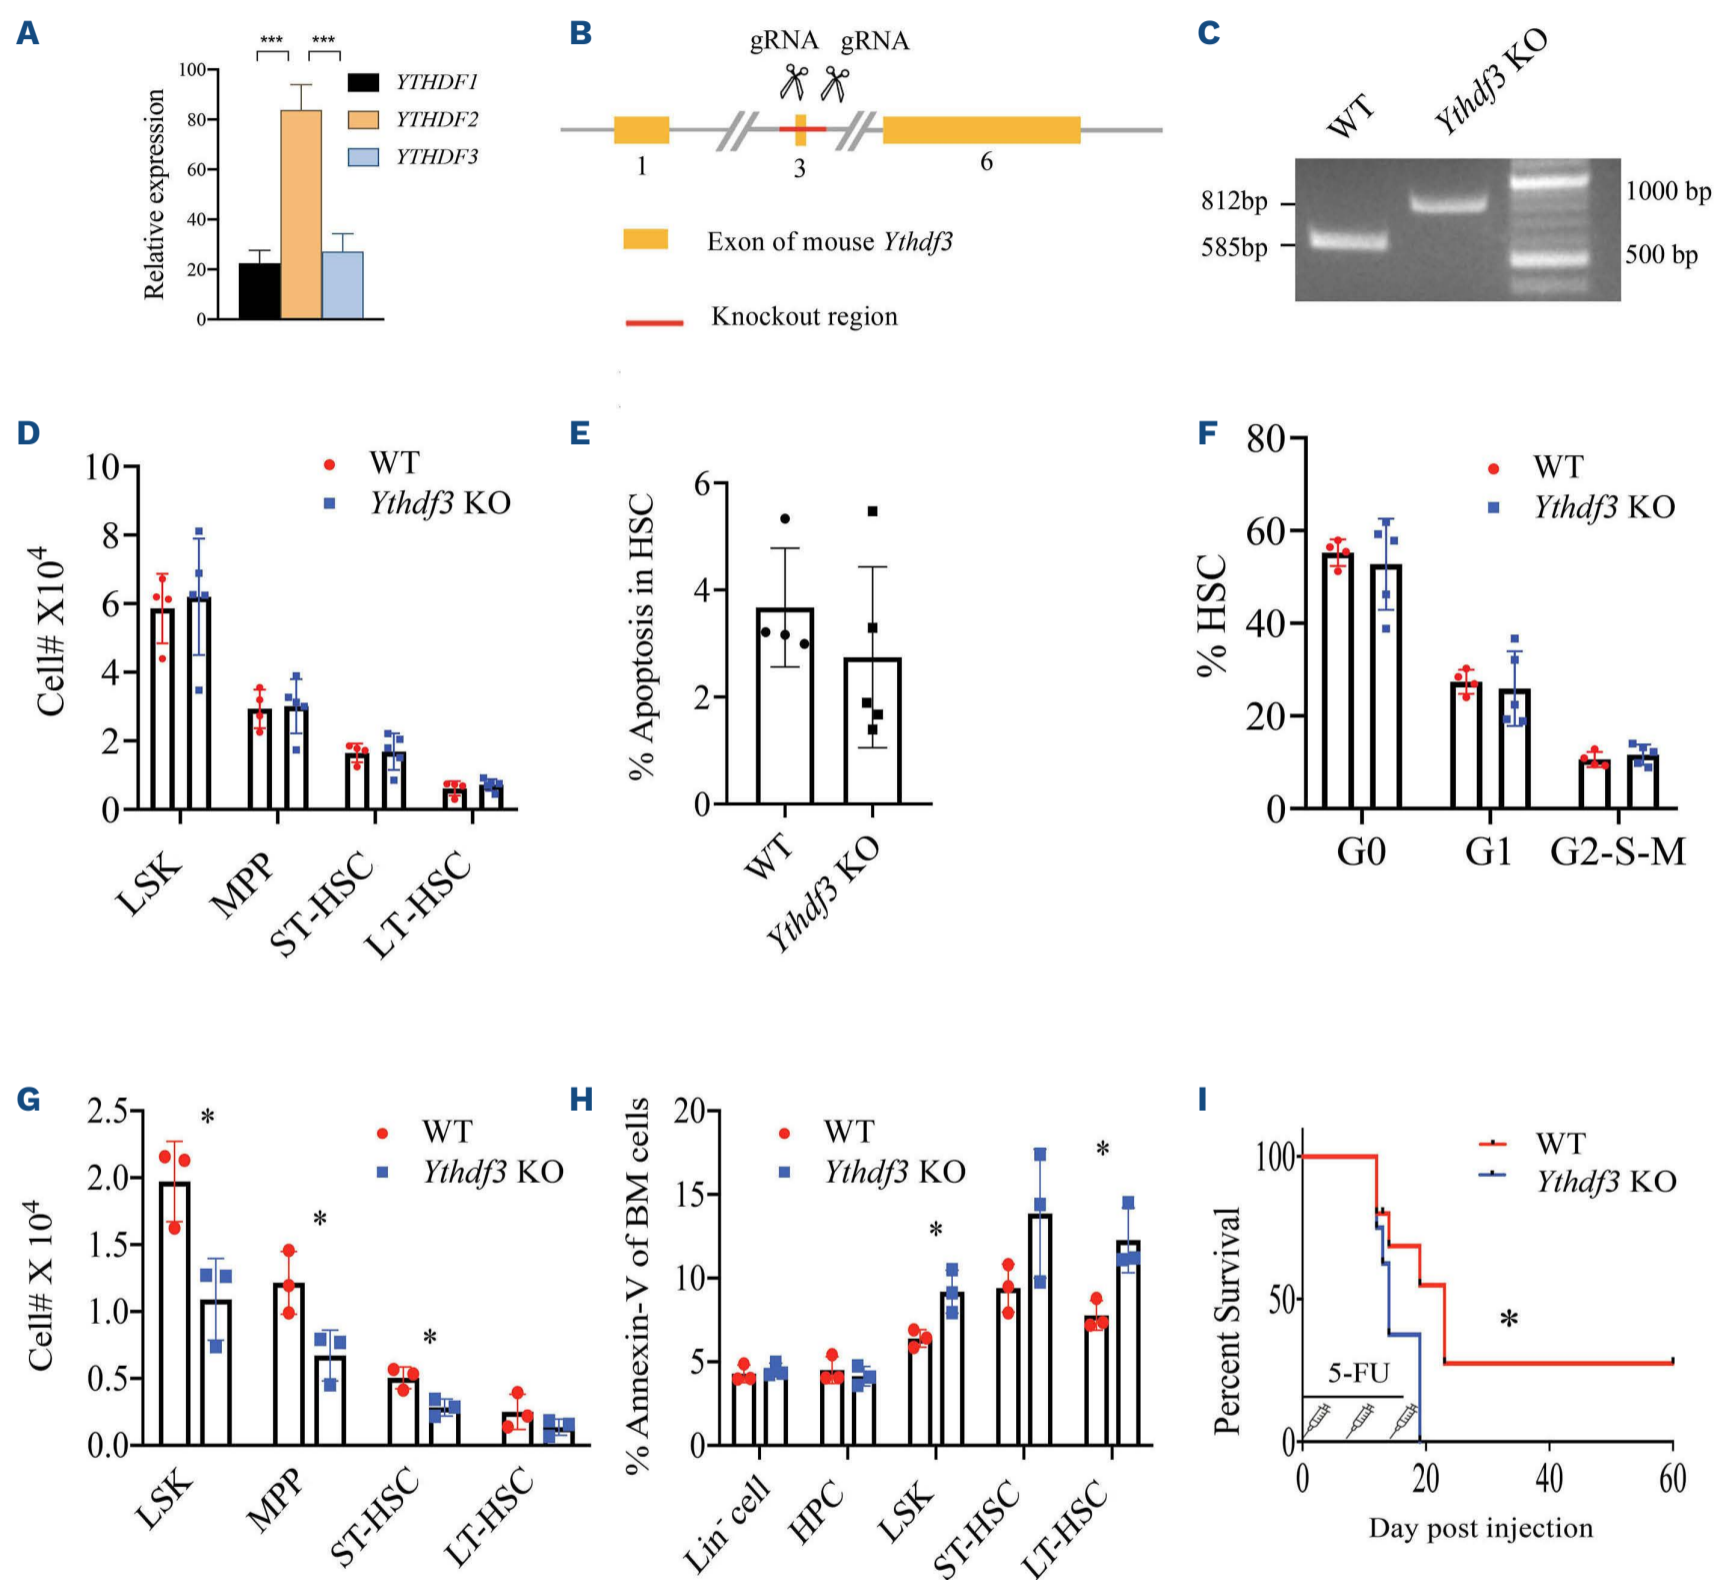 A
*** ***
100
80
60
40
20
0
Relative expression
YTHDF1
YTHDF2
YTHDF3
B
gRNA gRNA
1 3 6
Exon of mouse Ythdf3
Knockout region
C
WT Ythdf3 KO
812bp
585bp
1000 bp
500 bp
D
10
8
6
4
2
0
Cell# X10⁴
WT
Ythdf3 KO
LSK MPP ST-HSC LT-HSC
E
6
4
2
0
% Apoptosis in HSC
WT Ythdf3 KO
F
80
60
40
20
0
% HSC
WT
Ythdf3 KO
G0 G1 G2-S-M
G
2.5
2.0
1.5
1.0
0.5
0.0
Cell# X 10⁴
* * *
WT
Ythdf3 KO
LSK MPP ST-HSC LT-HSC
H
20
15
10
5
0
% Annexin-V of BM cells
WT
Ythdf3 KO
* *
Lin⁻ cell HPC LSK ST-HSC LT-HSC
I
100
50
0
Percent Survival
WT
Ythdf3 KO
*
5-FU
0 20 40 60
Day post injection